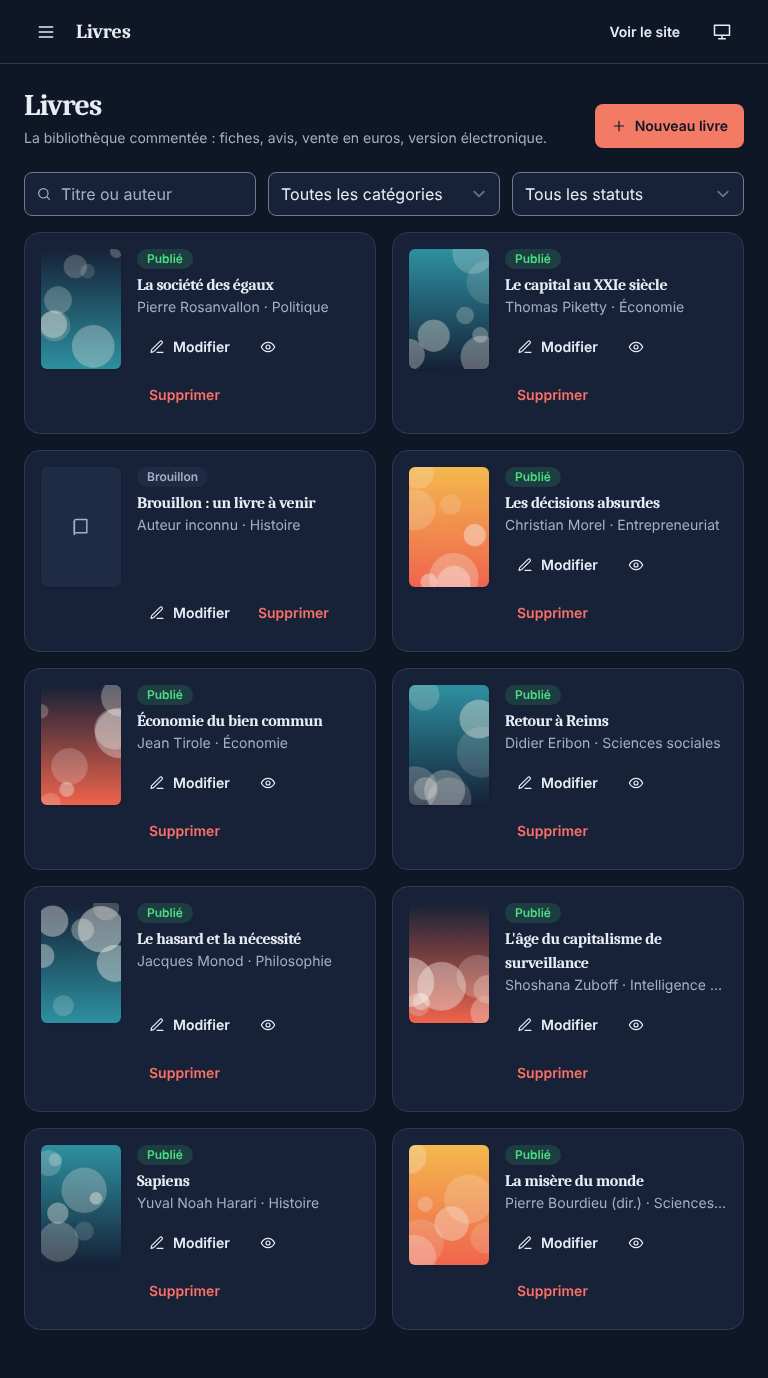 Livres
Voir le site
Livres
La bibliothèque commentée : fiches, avis, vente en euros, version électronique.
Nouveau livre
Titre ou auteur
Toutes les catégories
Tous les statuts
Publié
La société des égaux
Pierre Rosanvallon · Politique
Modifier
Supprimer
Publié
Le capital au XXIe siècle
Thomas Piketty · Économie
Modifier
Supprimer
Brouillon
Brouillon : un livre à venir
Auteur inconnu · Histoire
Modifier
Supprimer
Publié
Les décisions absurdes
Christian Morel · Entrepreneuriat
Modifier
Supprimer
Publié
Économie du bien commun
Jean Tirole · Économie
Modifier
Supprimer
Publié
Retour à Reims
Didier Eribon · Sciences sociales
Modifier
Supprimer
Publié
Le hasard et la nécessité
Jacques Monod · Philosophie
Modifier
Supprimer
Publié
L'âge du capitalisme de
surveillance
Shoshana Zuboff · Intelligence ...
Modifier
Supprimer
Publié
Sapiens
Yuval Noah Harari · Histoire
Modifier
Supprimer
Publié
La misère du monde
Pierre Bourdieu (dir.) · Sciences...
Modifier
Supprimer